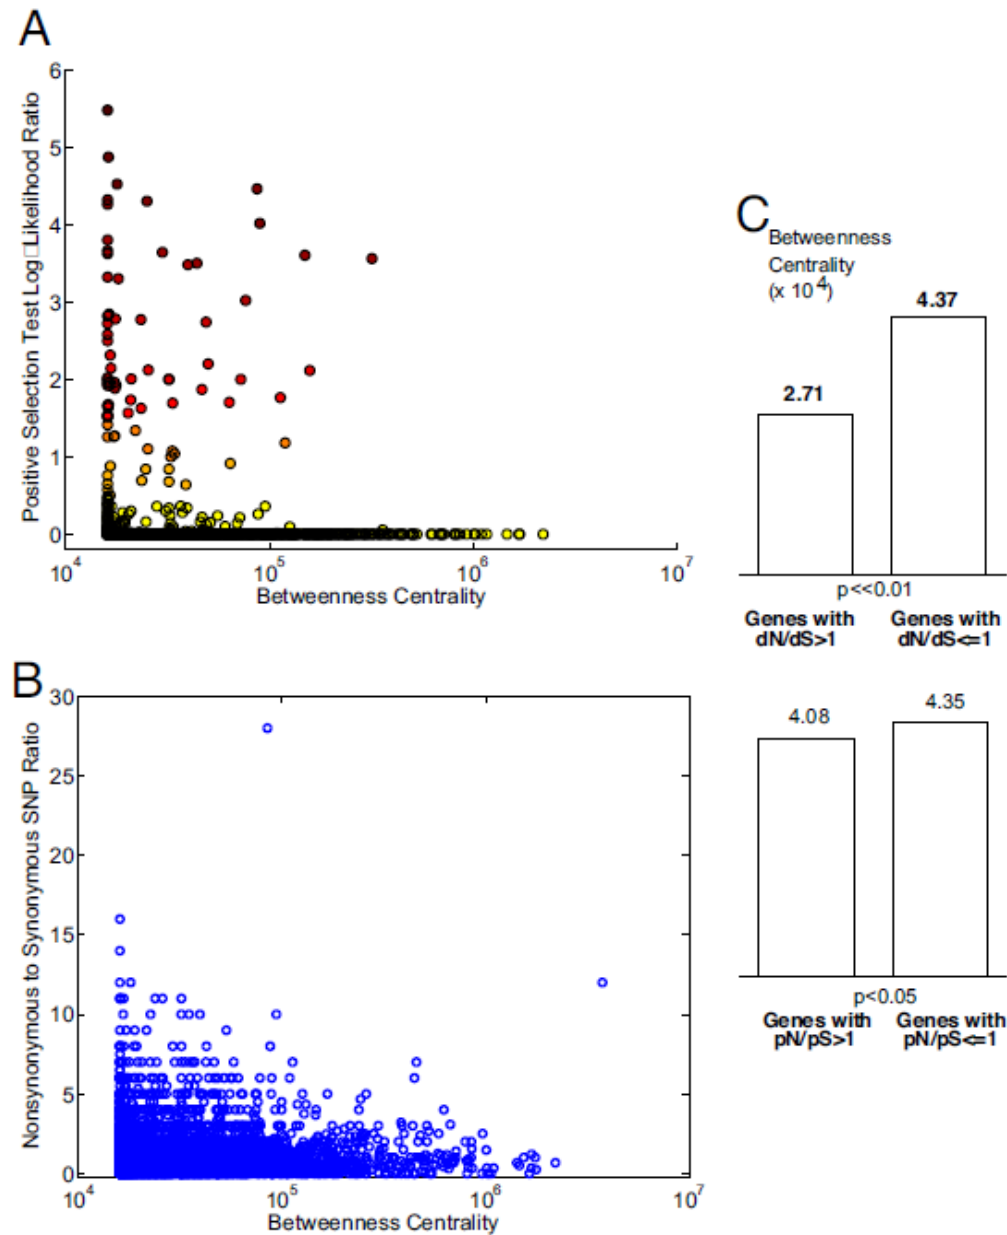 A
Positive Selection Test Log□Likelihood Ratio
6
5
4
3
2
1
0
10^4
10^5
10^6
10^7
Betweenness Centrality
B
Nonsynonymous to Synonymous SNP Ratio
30
25
20
15
10
5
0
10^4
10^5
10^6
10^7
Betweenness Centrality
C
Betweenness
Centrality
(x 10^4)
2.71
4.37
p<<0.01
Genes with
dN/dS>1
Genes with
dN/dS<=1
4.08
4.35
p<0.05
Genes with
pN/pS>1
Genes with
pN/pS<=1